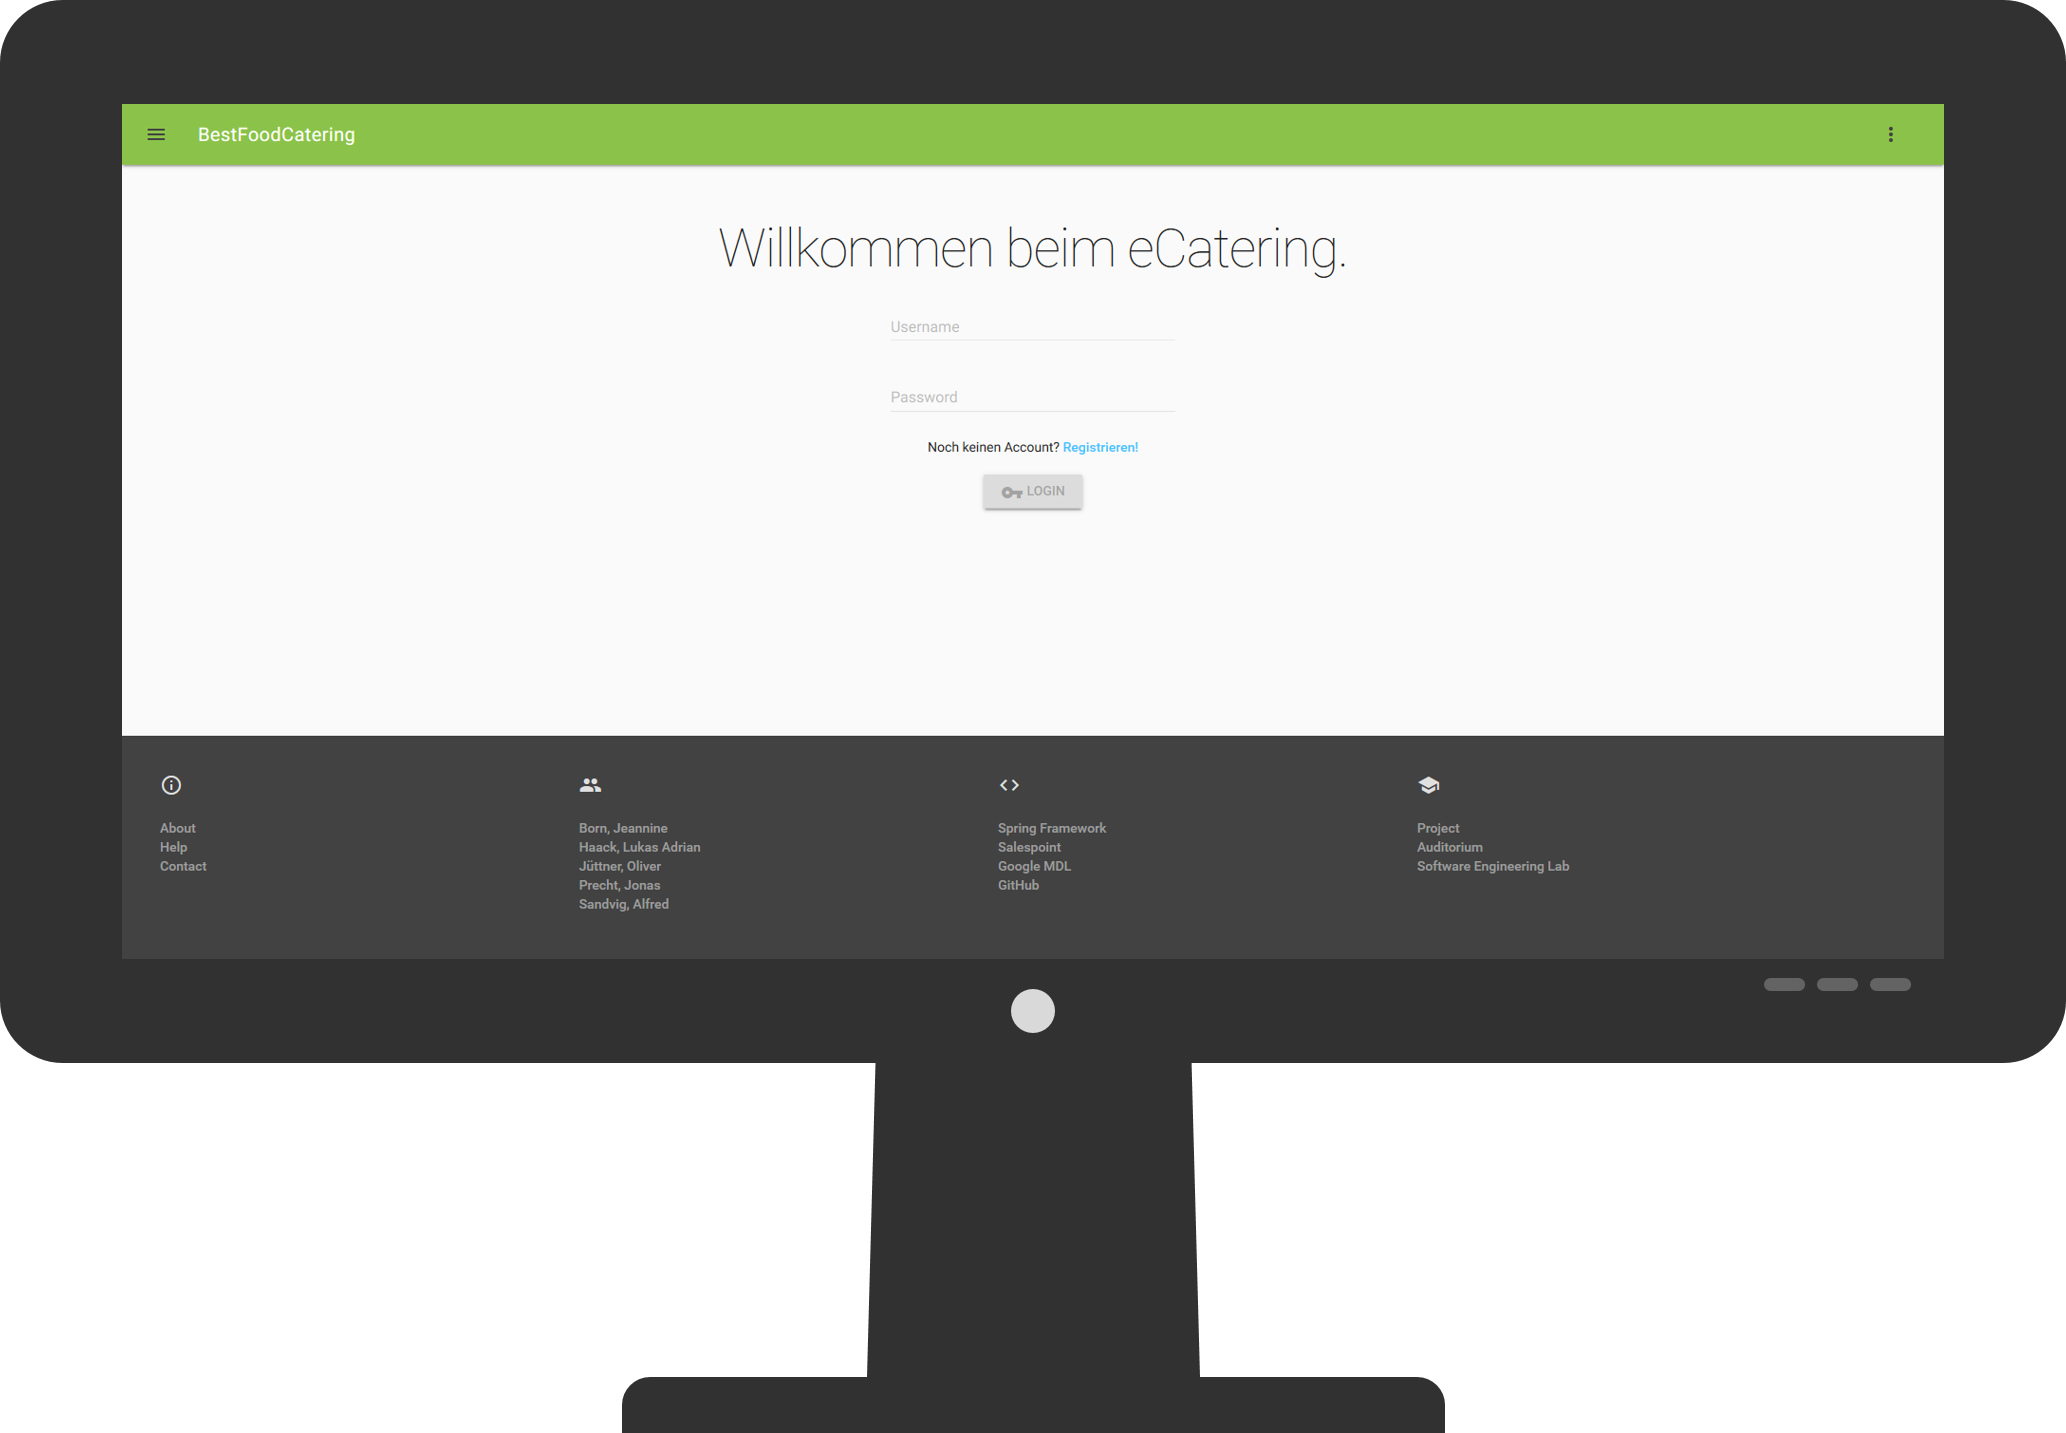 BestFoodCatering
Willkommen beim eCatering.
Username
Password
Noch keinen Account? Registrieren!
LOGIN
About
Help
Contact
Born, Jeannine
Haack, Lukas Adrian
Jüttner, Oliver
Precht, Jonas
Sandvig, Alfred
Spring Framework
Salespoint
Google MDL
GitHub
Project
Auditorium
Software Engineering Lab